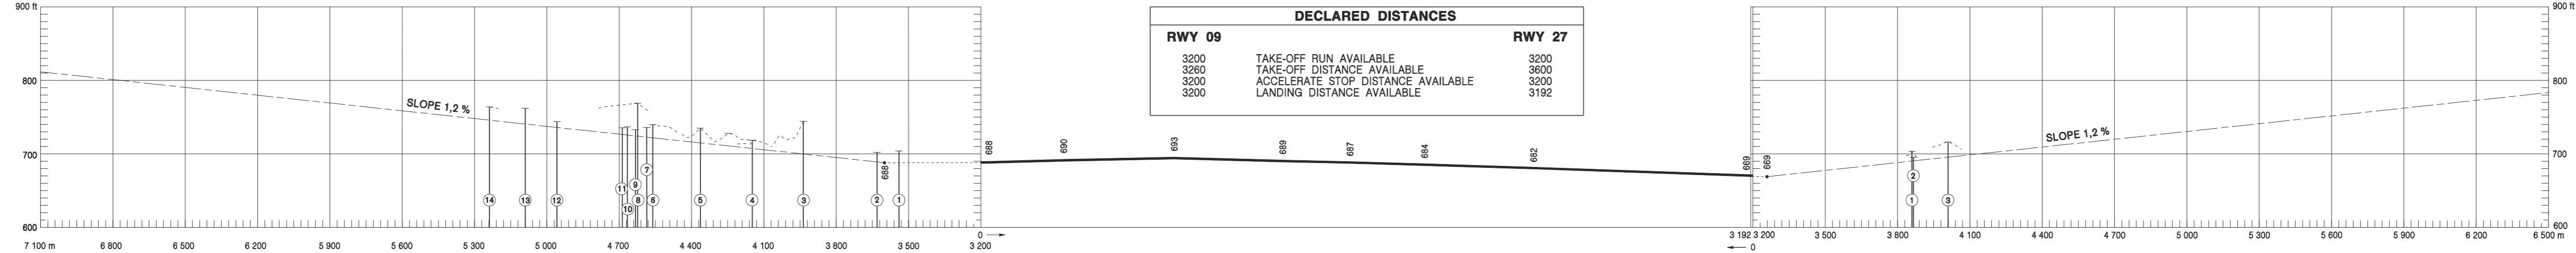 900 ft
900 ft
DECLARED DISTANCES
RWY 09
RWY 27
3200 TAKE-OFF RUN AVAILABLE 3200
3260 TAKE-OFF DISTANCE AVAILABLE 3600
3200 ACCELERATE STOP DISTANCE AVAILABLE 3200
3200 LANDING DISTANCE AVAILABLE 3192
800
800
SLOPE 1,2 %
SLOPE 1,2 %
700
700
688
688
690
693
689
687
684
682
669
669
14
13
12
11
10
9
8
7
6
5
4
3
2
1
2
1
3
600
600
7 100 m 6 800 6 500 6 200 5 900 5 600 5 300 5 000 4 700 4 400 4 100 3 800 3 500 3 200
0
3 192 3 200 3 500 3 800 4 100 4 400 4 700 5 000 5 300 5 600 5 900 6 200 6 500 m
0